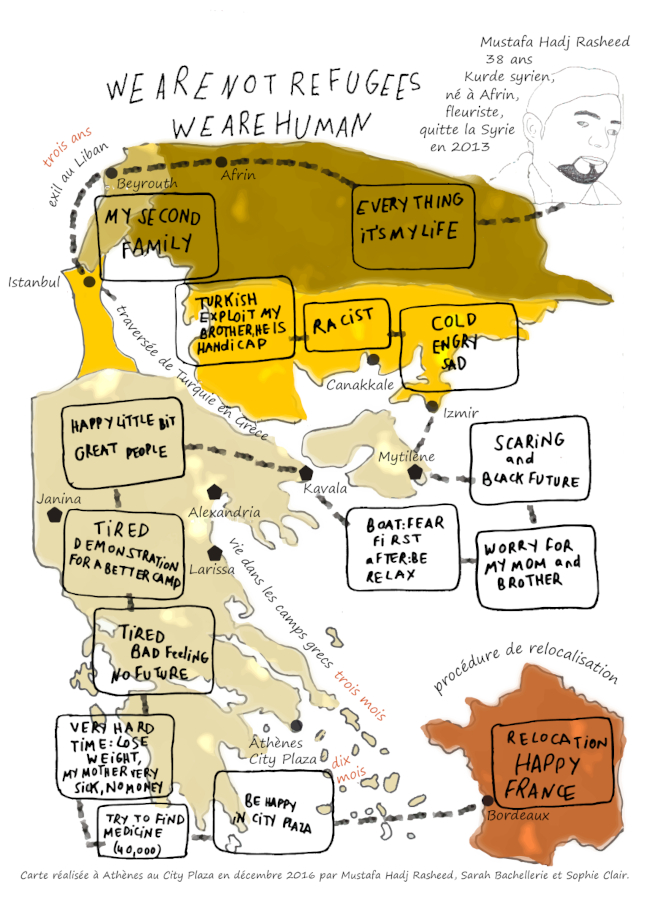 WE ARE NOT REFUGEES
WE ARE HUMAN
Mustafa Hadj Rasheed
38 ans
Kurde syrien,
né à Afrin,
fleuriste,
quitte la Syrie
en 2013
trois ans
exil au Liban
Beyrouth
Afrin
EVERY THING
iT'S MY LiFE
MY SECOND
FAMILY
Istanbul
TURKiSH
EXPLOiT MY
BROTHER,HE IS
HANDiCAP
RACIST
COLD
ENGRY
SAD
traversée de Turquie en Grèce
Canakkale
Izmir
HAPPY LiTTLE BiT
GREAT PEOPLE
Mytilène
SCARiNG
and
BLACK FUTURE
Kavala
Janina
Alexandria
BOAT:FEAR
FiRST
aFTER:BE
RELAX
WORRY FOR
MY MOM and
BROTHER
TiRED
DEMONSTRATION
FOR A BETTER CAMP
Larissa
vie dans les camps grecs trois mois
TiRED
BAD FeeliNG
NO FUTURE
procédure de relocalisation
VERY HARD
TiME: LOSE
WEIGHT,
MY MOTHER VERY
SiCK, NO MONEY
Athènes
City Plaza
dix
mois
RELOCATiON
HAPPY
FRANCE
BE HAPPY
iN CiTY PLAZA
TRY TO FiND
MEDICINE
(40,000)
Bordeaux
Carte réalisée à Athènes au City Plaza en décembre 2016 par Mustafa Hadj Rasheed, Sarah Bachellerie et Sophie Clair.